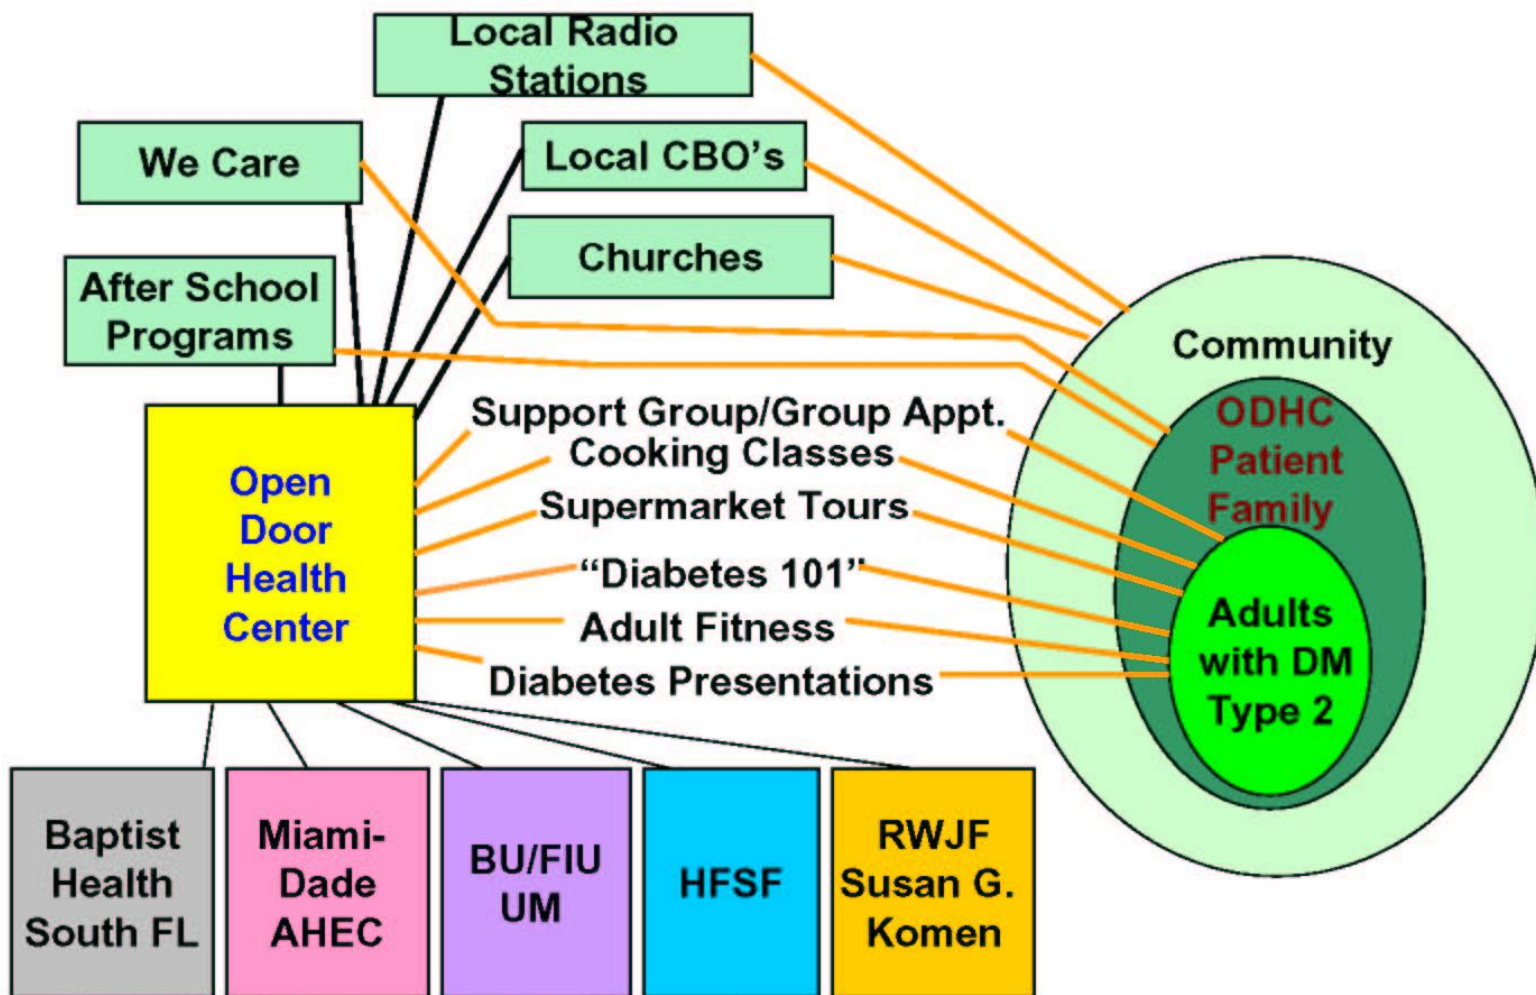 Local Radio
Stations
We Care
Local CBO's
Churches
After School
Programs
Community
ODHC
Patient
Family
Adults
with DM
Type 2
Support Group/Group Appt.
Cooking Classes
Supermarket Tours
“Diabetes 101”
Adult Fitness
Diabetes Presentations
Open
Door
Health
Center
Baptist
Health
South FL
Miami-
Dade
AHEC
BU/FIU
UM
HFSF
RWJF
Susan G.
Komen